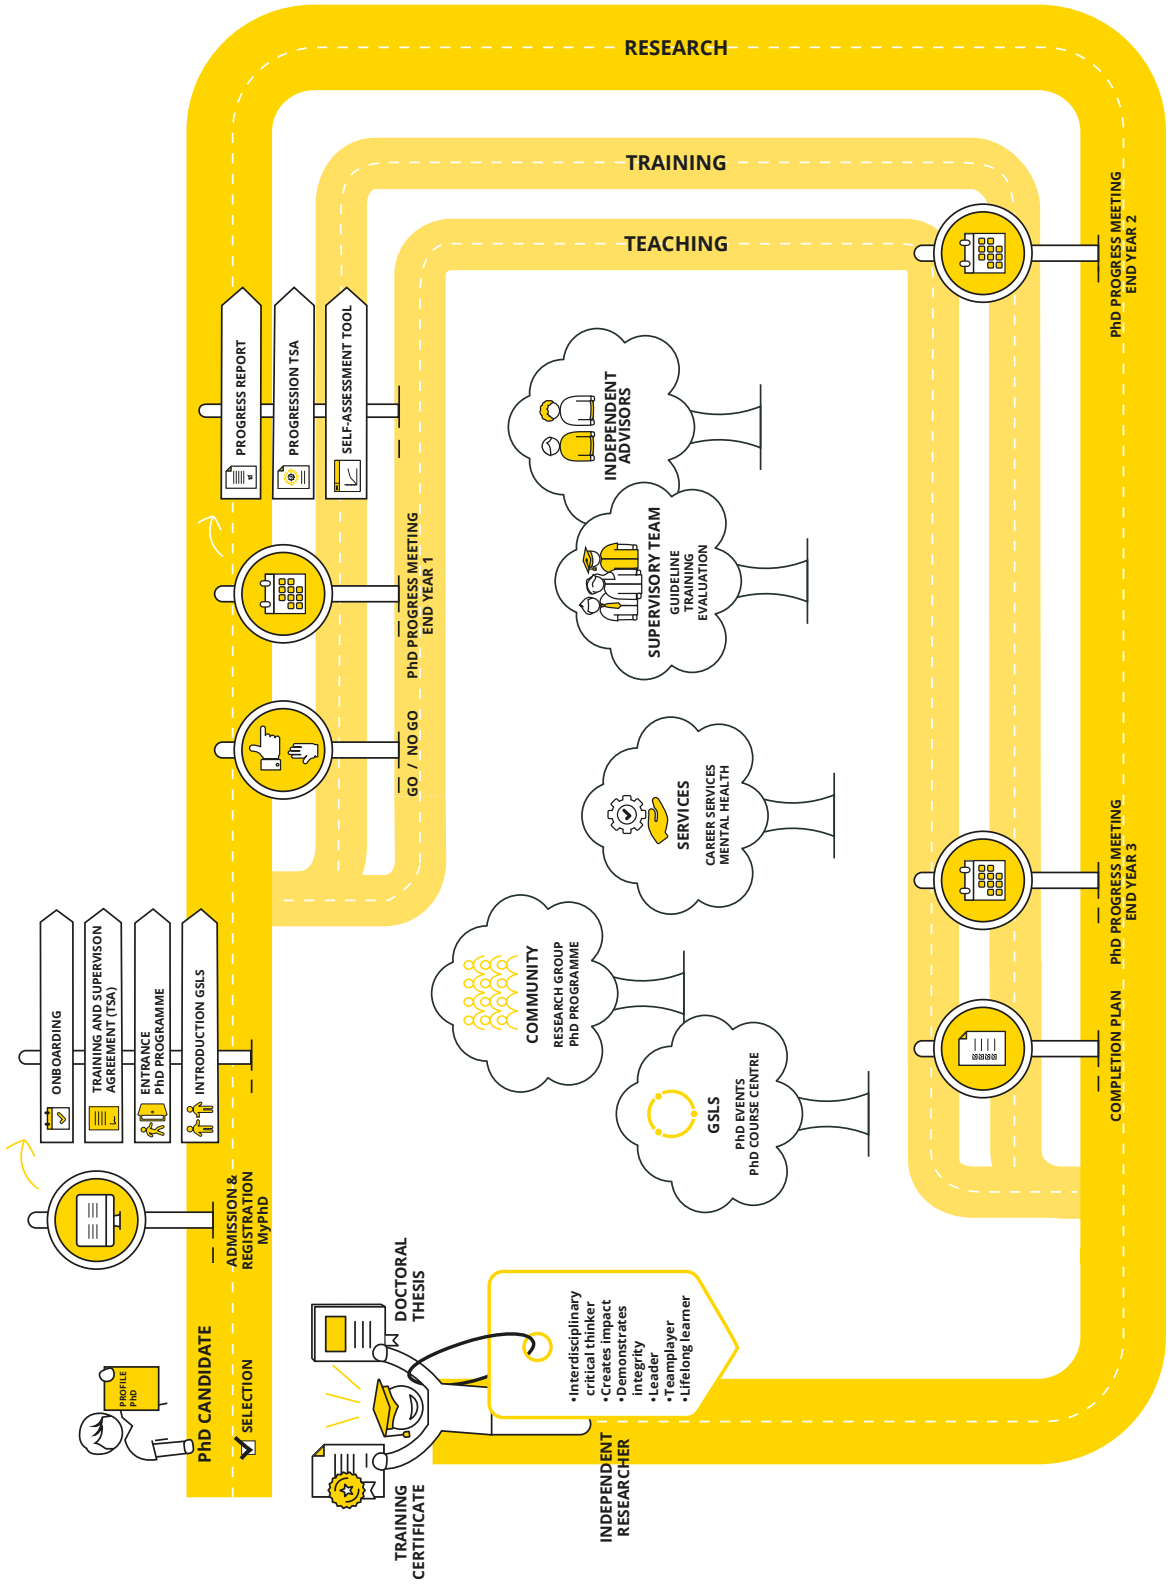 PROFILE
PhD
PhD CANDIDATE
SELECTION
ADMISSION &
REGISTRATION
MyPhD
ONBOARDING
TRAINING AND SUPERVISON
AGREEMENT (TSA)
ENTRANCE
PhD PROGRAMME
INTRODUCTION GSLS
GO / NO GO
PhD PROGRESS MEETING
END YEAR 1
PROGRESS REPORT
PROGRESSION TSA
SELF-ASSESSMENT TOOL
RESEARCH
TRAINING
TEACHING
INDEPENDENT
ADVISORS
SUPERVISORY TEAM
GUIDELINE
TRAINING
EVALUATION
SERVICES
CAREER SERVICES
MENTAL HEALTH
COMMUNITY
RESEARCH GROUP
PhD PROGRAMME
GSLS
PhD EVENTS
PhD COURSE CENTRE
PhD PROGRESS MEETING
END YEAR 2
PhD PROGRESS MEETING
END YEAR 3
COMPLETION PLAN
TRAINING
CERTIFICATE
DOCTORAL
THESIS
INDEPENDENT
RESEARCHER
•Interdisciplinary
critical thinker
•Creates impact
•Demonstrates
integrity
•Leader
•Teamplayer
•Lifelong learner